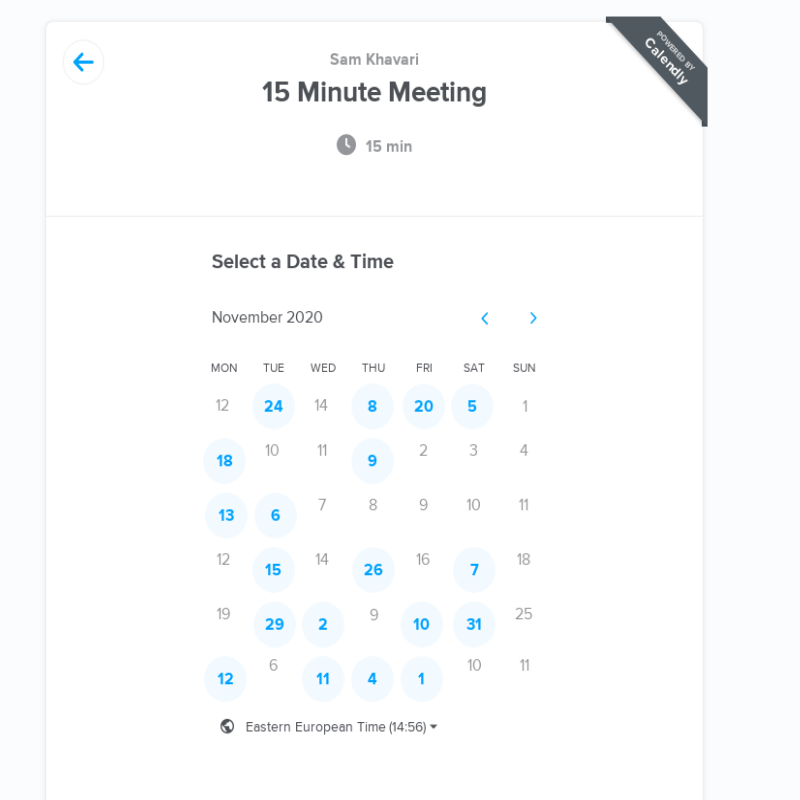 POWERED BY
Calendly
Sam Khavari
15 Minute Meeting
15 min
Select a Date & Time
November 2020
MON TUE WED THU FRI SAT SUN
12 24 14 8 20 5 1
18 10 11 9 2 3 4
13 6 7 8 9 10 11
12 15 14 26 16 7 18
19 29 2 9 10 31 25
12 6 11 4 1 10 11
Eastern European Time (14:56)